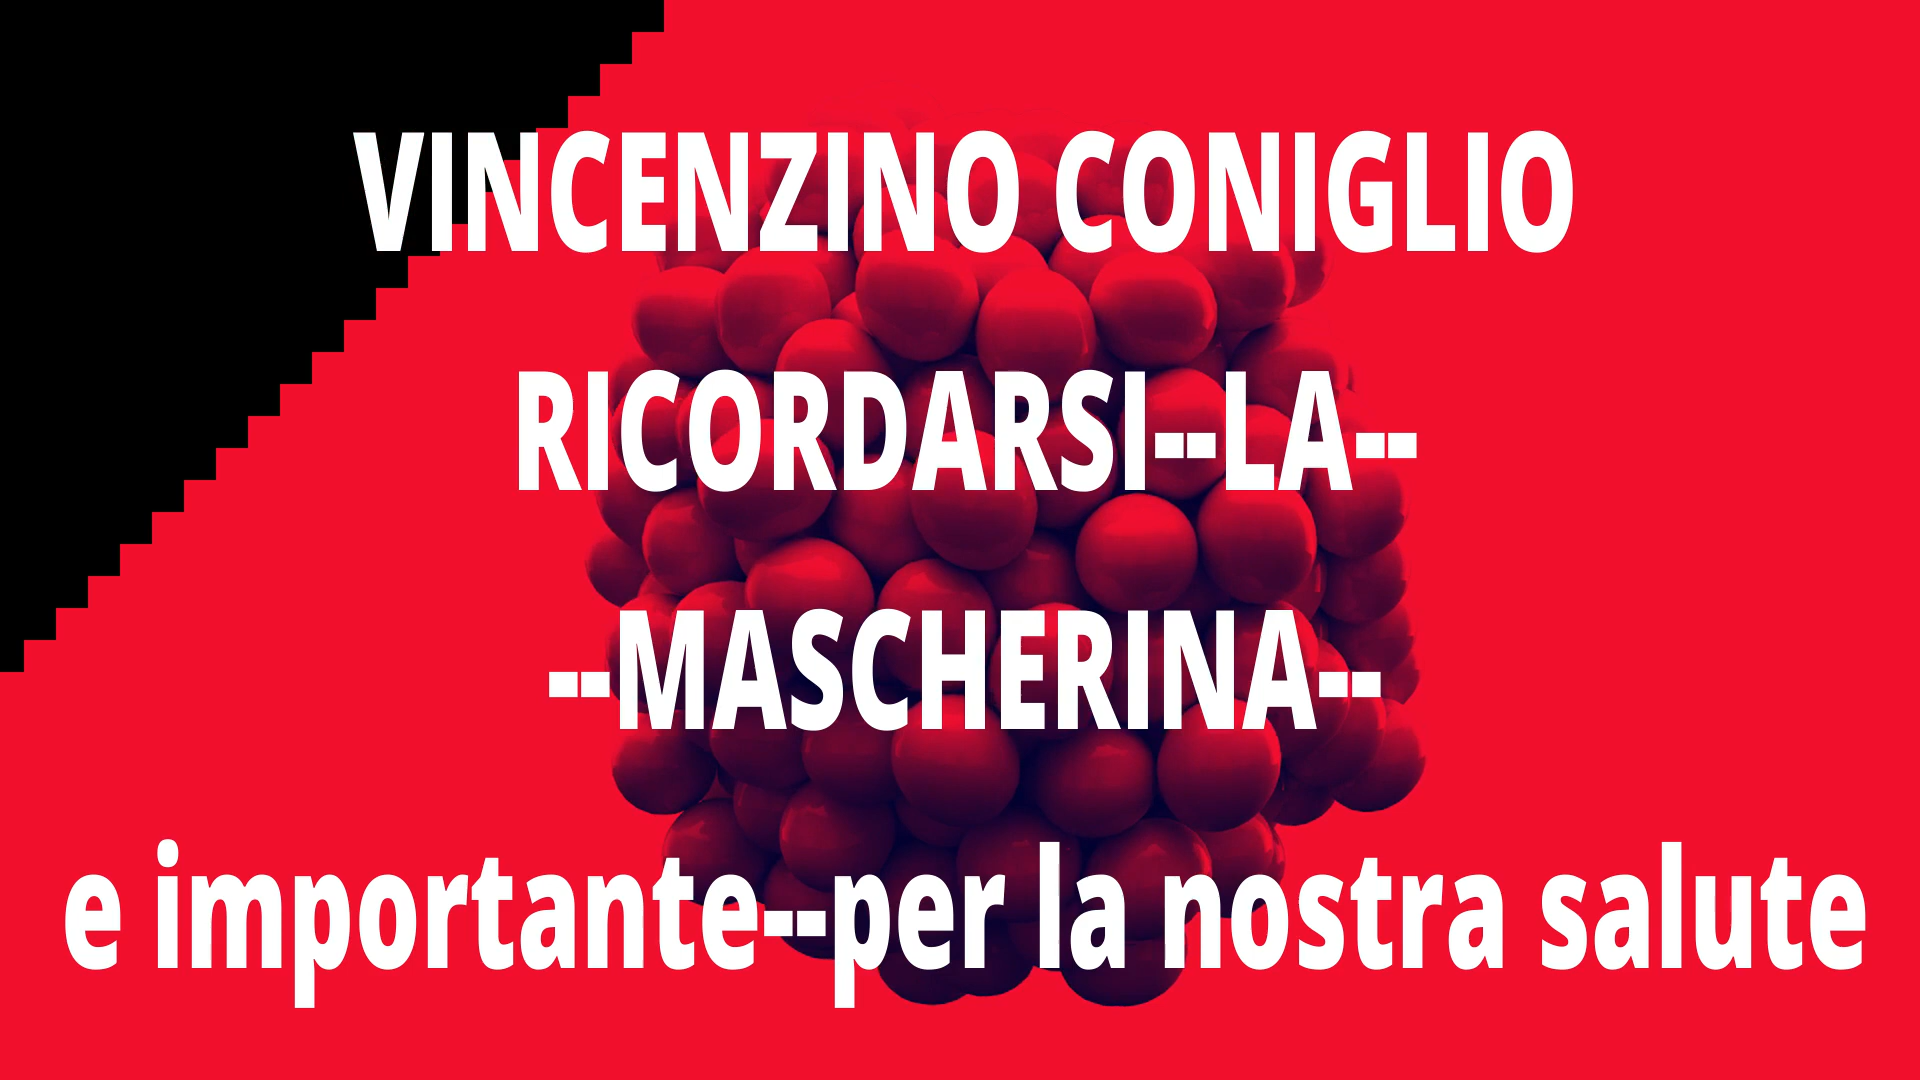 VINCENZINO CONIGLIO
RICORDARSI--LA--
--MASCHERINA--
e importante--per la nostra salute